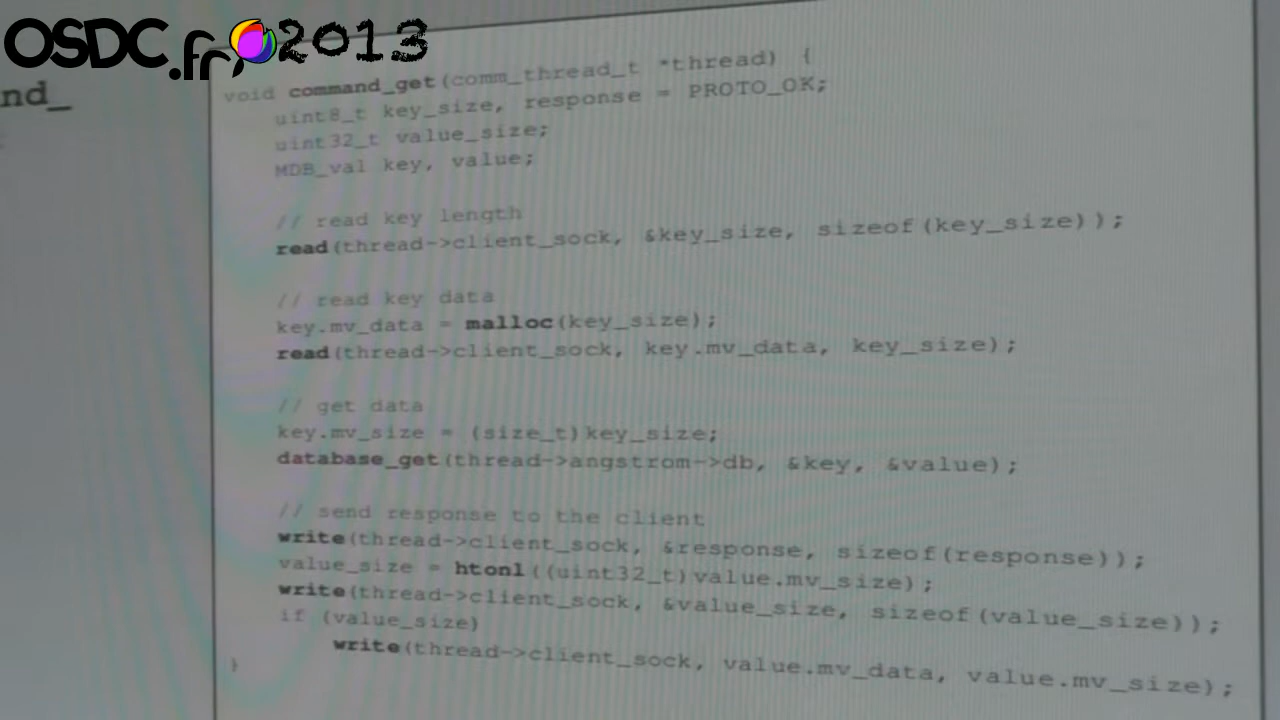 OSDC.fr 2013
nd_
void command_get(comm_thread_t *thread) {
uint8_t key_size, response = PROTO_OK;
uint32_t value_size;
MDB_val key, value;
// read key length
read(thread->client_sock, &key_size, sizeof(key_size));
// read key data
key.mv_data = malloc(key_size);
read(thread->client_sock, key.mv_data, key_size);
// get data
key.mv_size = (size_t)key_size;
database_get(thread->angstrom->db, &key, &value);
// send response to the client
write(thread->client_sock, &response, sizeof(response));
value_size = htonl((uint32_t)value.mv_size);
write(thread->client_sock, &value_size, sizeof(value_size));
if (value_size)
write(thread->client_sock, value.mv_data, value.mv_size);
}